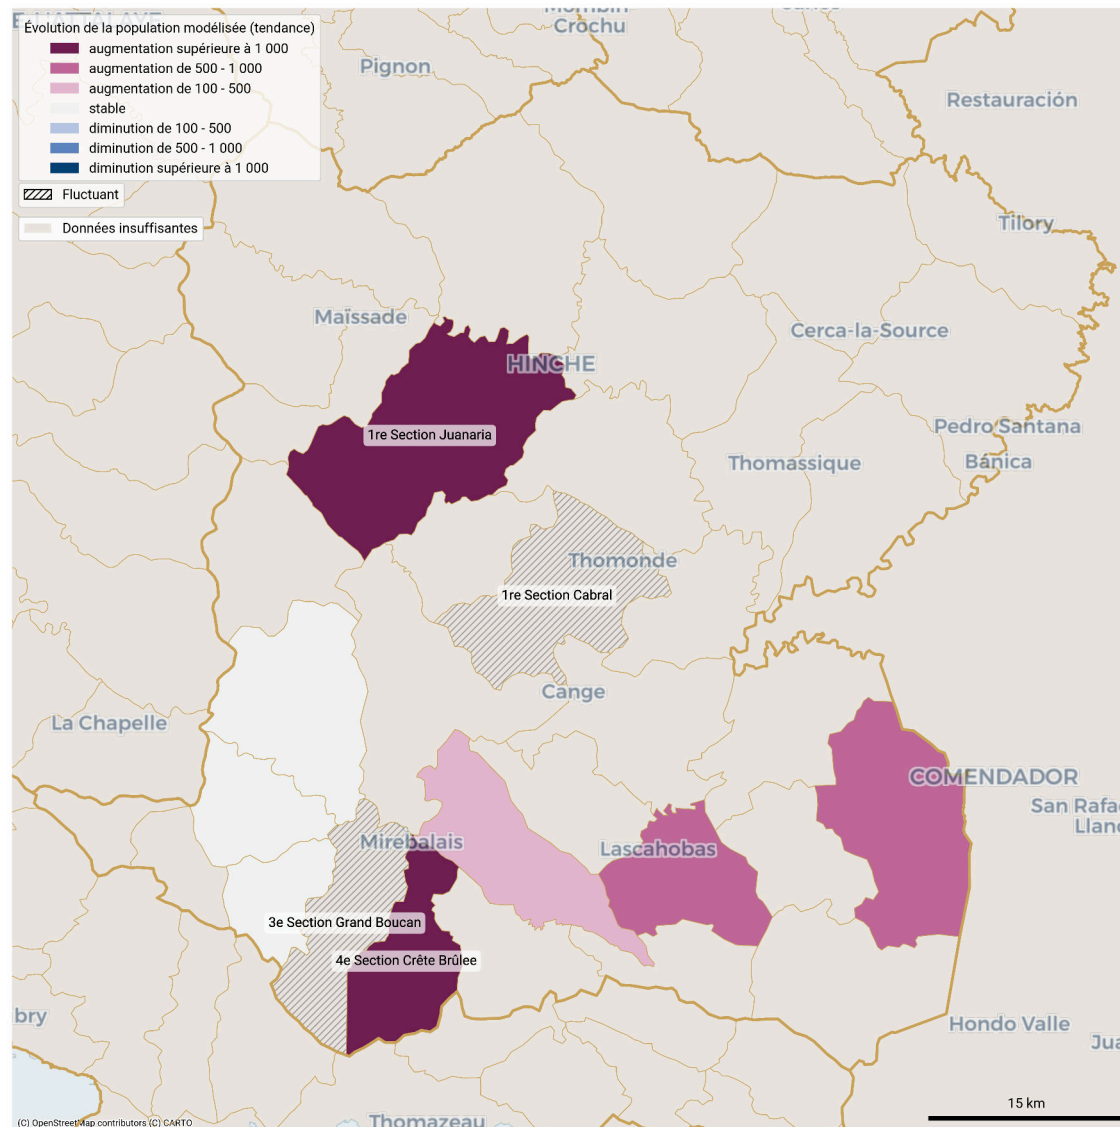 Mombin
Crochu
Évolution de la population modélisée (tendance)
augmentation supérieure à 1 000
augmentation de 500 - 1 000
augmentation de 100 - 500
stable
diminution de 100 - 500
diminution de 500 - 1 000
diminution supérieure à 1 000
Fluctuant
Données insuffisantes
Pignon
Restauración
Tilory
Maïssade
Cerca-la-Source
HINCHE
Pedro Santana
1re Section Juanaria
Thomassique
Bánica
Thomonde
1re Section Cabral
Cange
La Chapelle
COMENDADOR
San Rafae
Llano
Mirebalais
Lascahobas
3e Section Grand Boucan
4e Section Crête Brûlee
bry
Hondo Valle
Jua
15 km
Thomazeau
(C) OpenStreetMap contributors (C) CARTO